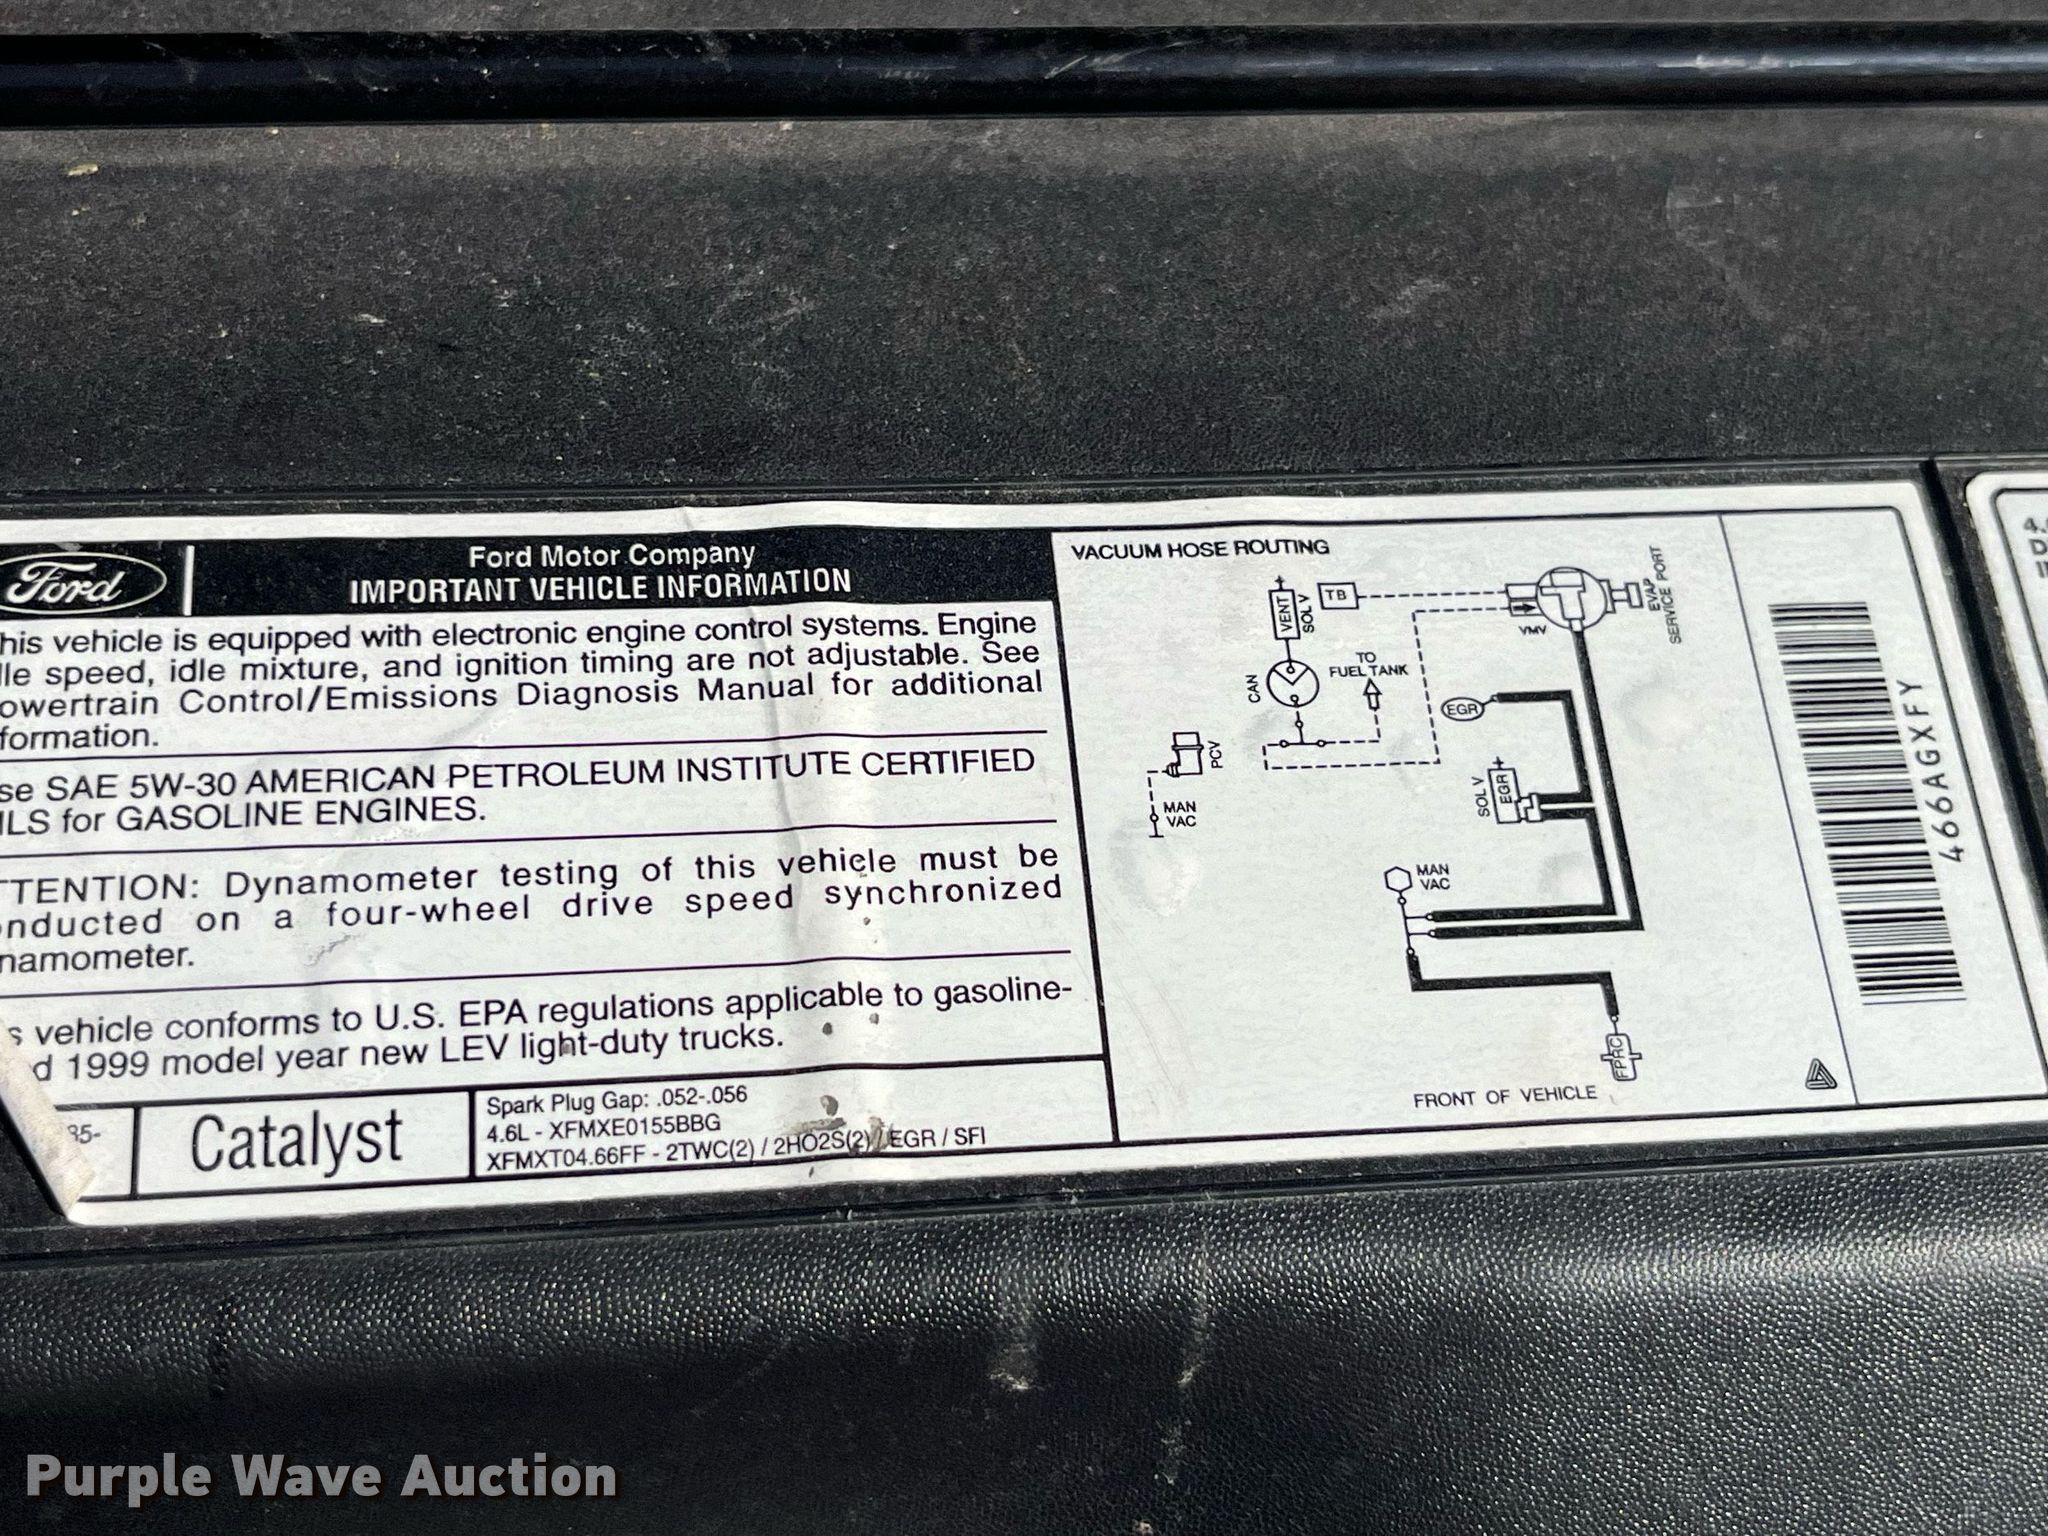 Ford
Ford Motor Company
IMPORTANT VEHICLE INFORMATION
his vehicle is equipped with electronic engine control systems. Engine
lle speed, idle mixture, and ignition timing are not adjustable. See
owertrain Control/Emissions Diagnosis Manual for additional
formation.
se SAE 5W-30 AMERICAN PETROLEUM INSTITUTE CERTIFIED
ILS for GASOLINE ENGINES.
TTENTION: Dynamometer testing of this vehicle must be
onducted on a four-wheel drive speed synchronized
namometer.
s vehicle conforms to U.S. EPA regulations applicable to gasoline-
d 1999 model year new LEV light-duty trucks.
35-
Catalyst
Spark Plug Gap: .052-.056
4.6L - XFMXE0155BBG
XFMXT04.66FF - 2TWC(2) / 2HO2S(2) / EGR / SFI
VACUUM HOSE ROUTING
VENT +
SOL V
TB
VMV
EVAP
SERVICE PORT
CAN
TO
FUEL TANK
EGR
PCV
MAN
VAC
SOL V
EGR +
MAN
VAC
FPRC
FRONT OF VEHICLE
466AGXFY
4.
D
Purple Wave Auction